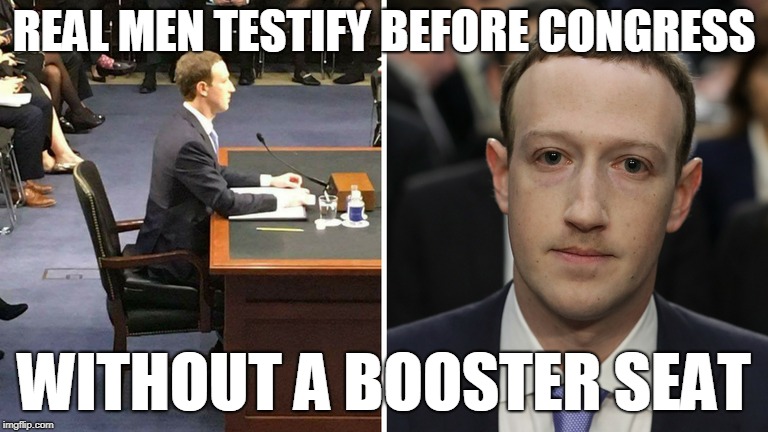 REAL MEN TESTIFY BEFORE CONGRESS
WITHOUT A BOOSTER SEAT
imgflip.com